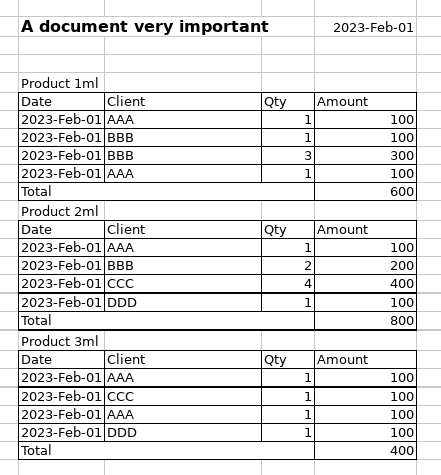 A document very important 2023-Feb-01
Product 1ml
Date Client Qty Amount
2023-Feb-01 AAA 1 100
2023-Feb-01 BBB 1 100
2023-Feb-01 BBB 3 300
2023-Feb-01 AAA 1 100
Total 600
Product 2ml
Date Client Qty Amount
2023-Feb-01 AAA 1 100
2023-Feb-01 BBB 2 200
2023-Feb-01 CCC 4 400
2023-Feb-01 DDD 1 100
Total 800
Product 3ml
Date Client Qty Amount
2023-Feb-01 AAA 1 100
2023-Feb-01 CCC 1 100
2023-Feb-01 AAA 1 100
2023-Feb-01 DDD 1 100
Total 400